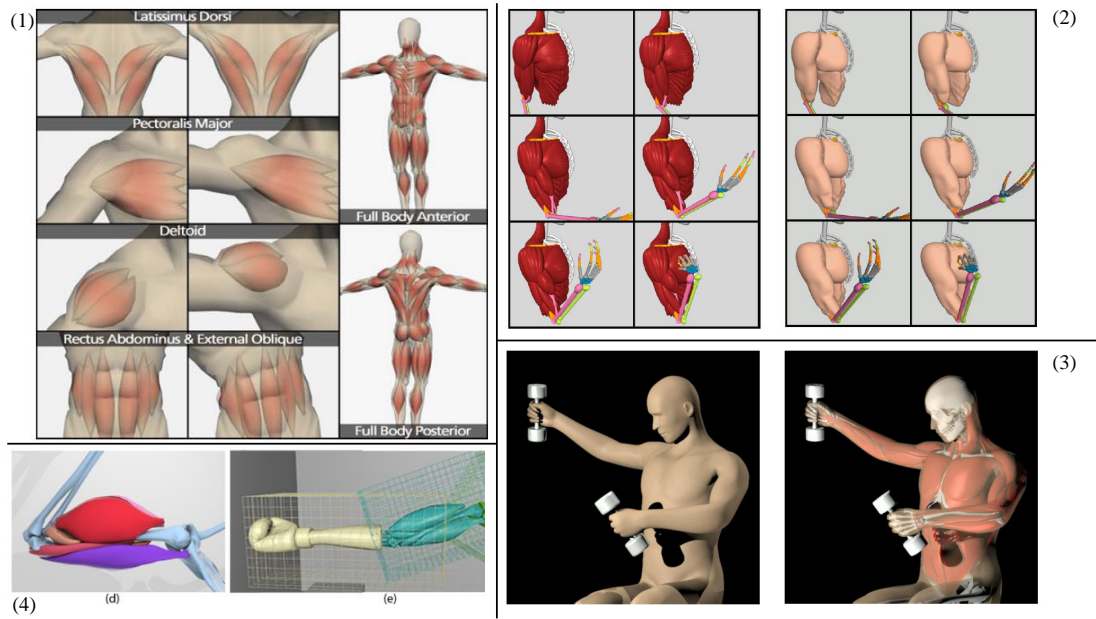 (1)
Latissimus Dorsi
Pectoralis Major
Deltoid
Rectus Abdominus & External Oblique
Full Body Anterior
Full Body Posterior
(2)
(3)
(4)
(d)
(e)